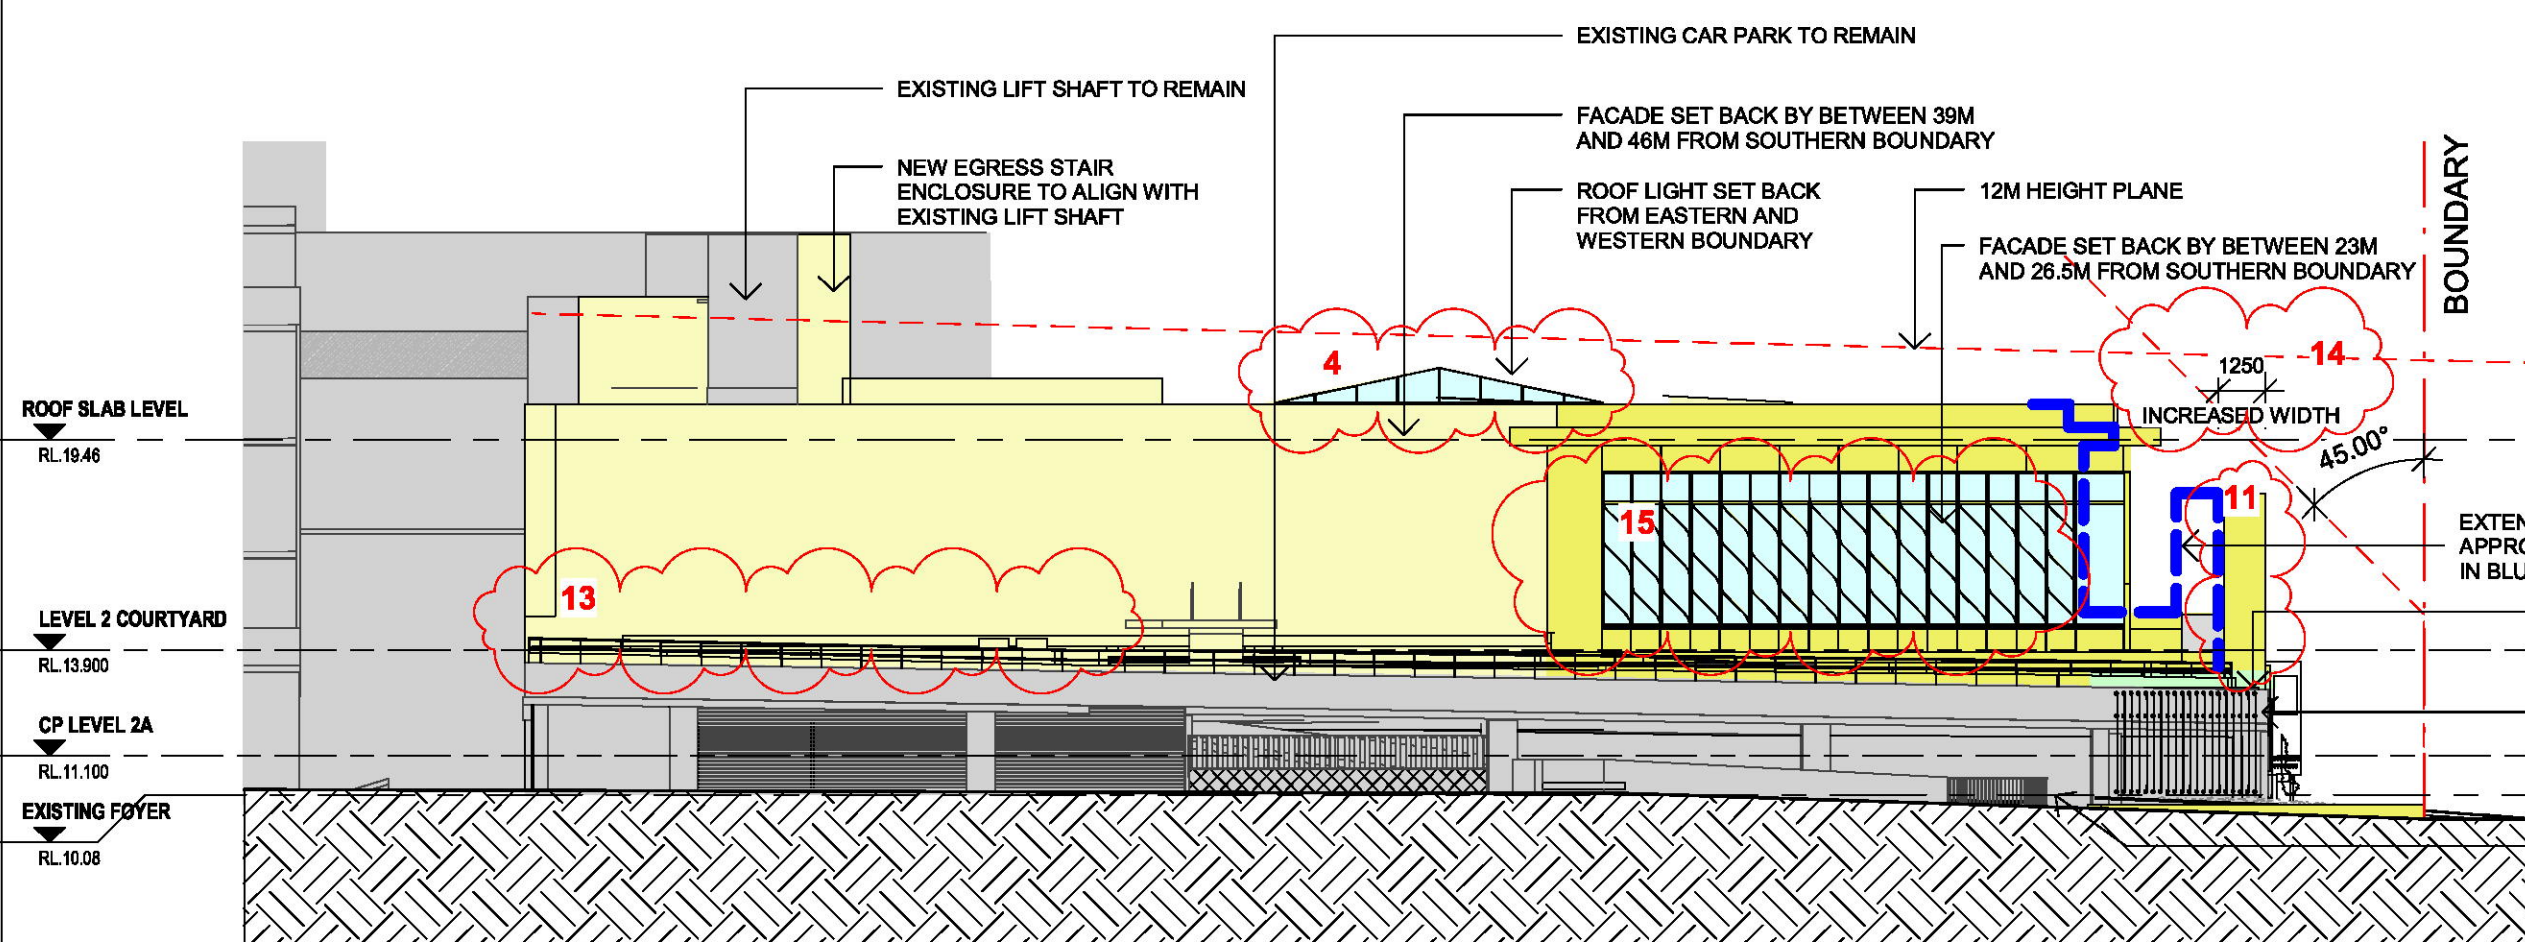 EXISTING CAR PARK TO REMAIN
EXISTING LIFT SHAFT TO REMAIN
FACADE SET BACK BY BETWEEN 39M
AND 46M FROM SOUTHERN BOUNDARY
NEW EGRESS STAIR
ENCLOSURE TO ALIGN WITH
EXISTING LIFT SHAFT
ROOF LIGHT SET BACK
FROM EASTERN AND
WESTERN BOUNDARY
12M HEIGHT PLANE
FACADE SET BACK BY BETWEEN 23M
AND 26.5M FROM SOUTHERN BOUNDARY
BOUNDARY
4
14
1250
INCREASED WIDTH
45.00°
ROOF SLAB LEVEL
RL.19.46
15
11
EXTEN
APPRO
IN BLU
13
LEVEL 2 COURTYARD
RL.13.900
CP LEVEL 2A
RL.11.100
EXISTING FOYER
RL.10.08